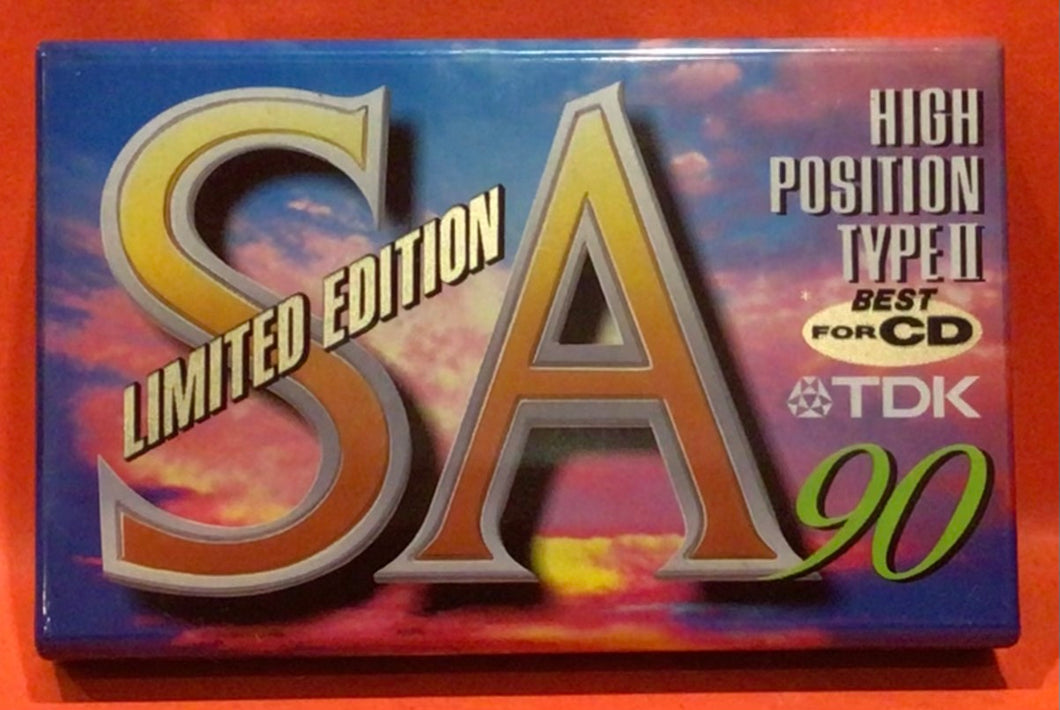 SA
LIMITED EDITION
HIGH
POSITION
TYPE II
BEST
FOR CD
TDK
90